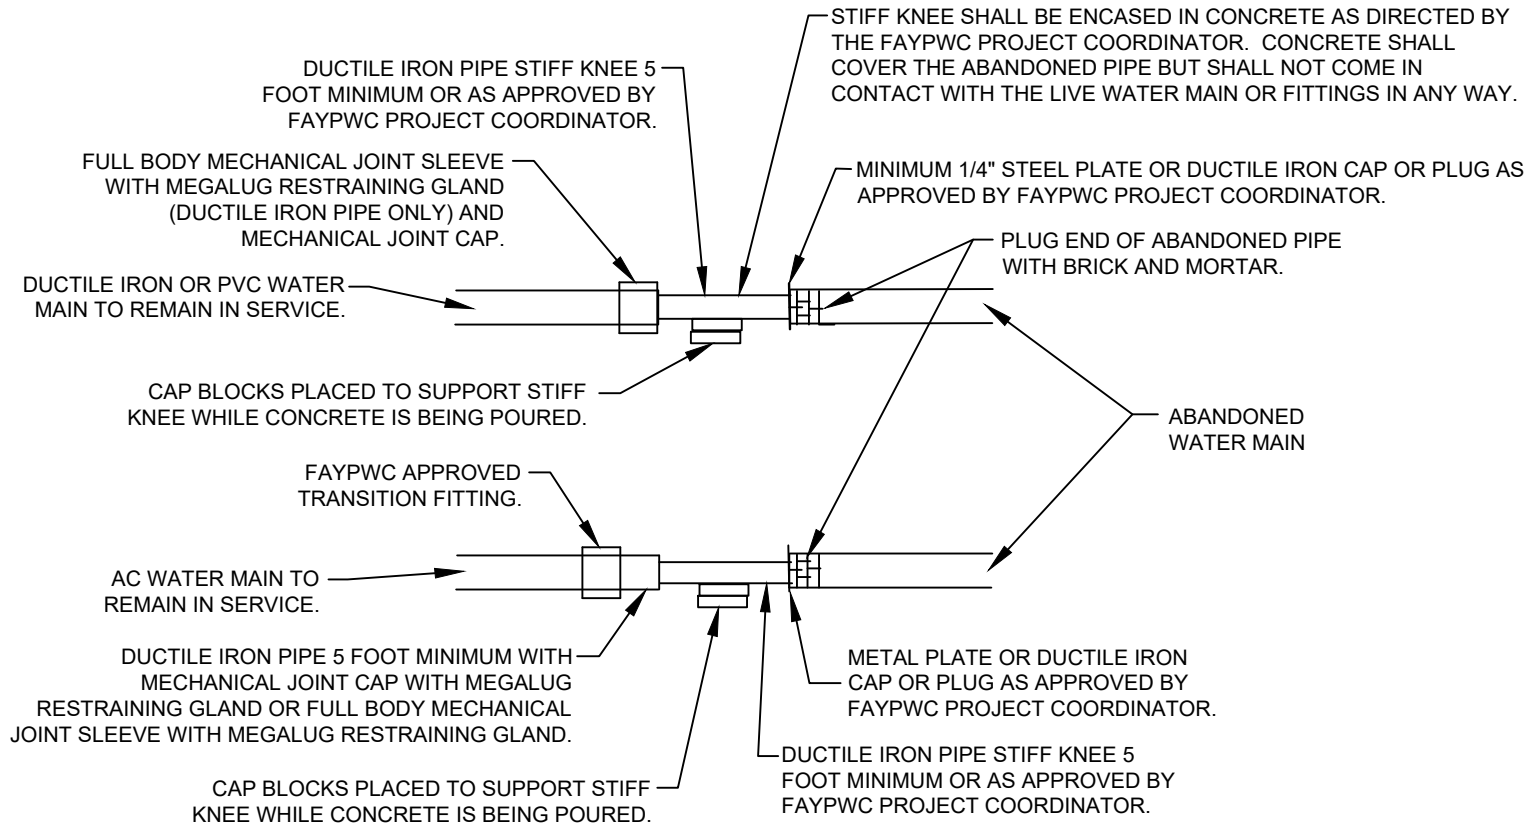 STIFF KNEE SHALL BE ENCASED IN CONCRETE AS DIRECTED BY
THE FAYPWC PROJECT COORDINATOR.  CONCRETE SHALL
COVER THE ABANDONED PIPE BUT SHALL NOT COME IN
CONTACT WITH THE LIVE WATER MAIN OR FITTINGS IN ANY WAY.
DUCTILE IRON PIPE STIFF KNEE 5
FOOT MINIMUM OR AS APPROVED BY
FAYPWC PROJECT COORDINATOR.
FULL BODY MECHANICAL JOINT SLEEVE
WITH MEGALUG RESTRAINING GLAND
(DUCTILE IRON PIPE ONLY) AND
MECHANICAL JOINT CAP.
MINIMUM 1/4" STEEL PLATE OR DUCTILE IRON CAP OR PLUG AS
APPROVED BY FAYPWC PROJECT COORDINATOR.
PLUG END OF ABANDONED PIPE
WITH BRICK AND MORTAR.
DUCTILE IRON OR PVC WATER
MAIN TO REMAIN IN SERVICE.
CAP BLOCKS PLACED TO SUPPORT STIFF
KNEE WHILE CONCRETE IS BEING POURED.
ABANDONED
WATER MAIN
FAYPWC APPROVED
TRANSITION FITTING.
AC WATER MAIN TO
REMAIN IN SERVICE.
DUCTILE IRON PIPE 5 FOOT MINIMUM WITH
MECHANICAL JOINT CAP WITH MEGALUG
RESTRAINING GLAND OR FULL BODY MECHANICAL
JOINT SLEEVE WITH MEGALUG RESTRAINING GLAND.
METAL PLATE OR DUCTILE IRON
CAP OR PLUG AS APPROVED BY
FAYPWC PROJECT COORDINATOR.
DUCTILE IRON PIPE STIFF KNEE 5
FOOT MINIMUM OR AS APPROVED BY
FAYPWC PROJECT COORDINATOR.
CAP BLOCKS PLACED TO SUPPORT STIFF
KNEE WHILE CONCRETE IS BEING POURED.